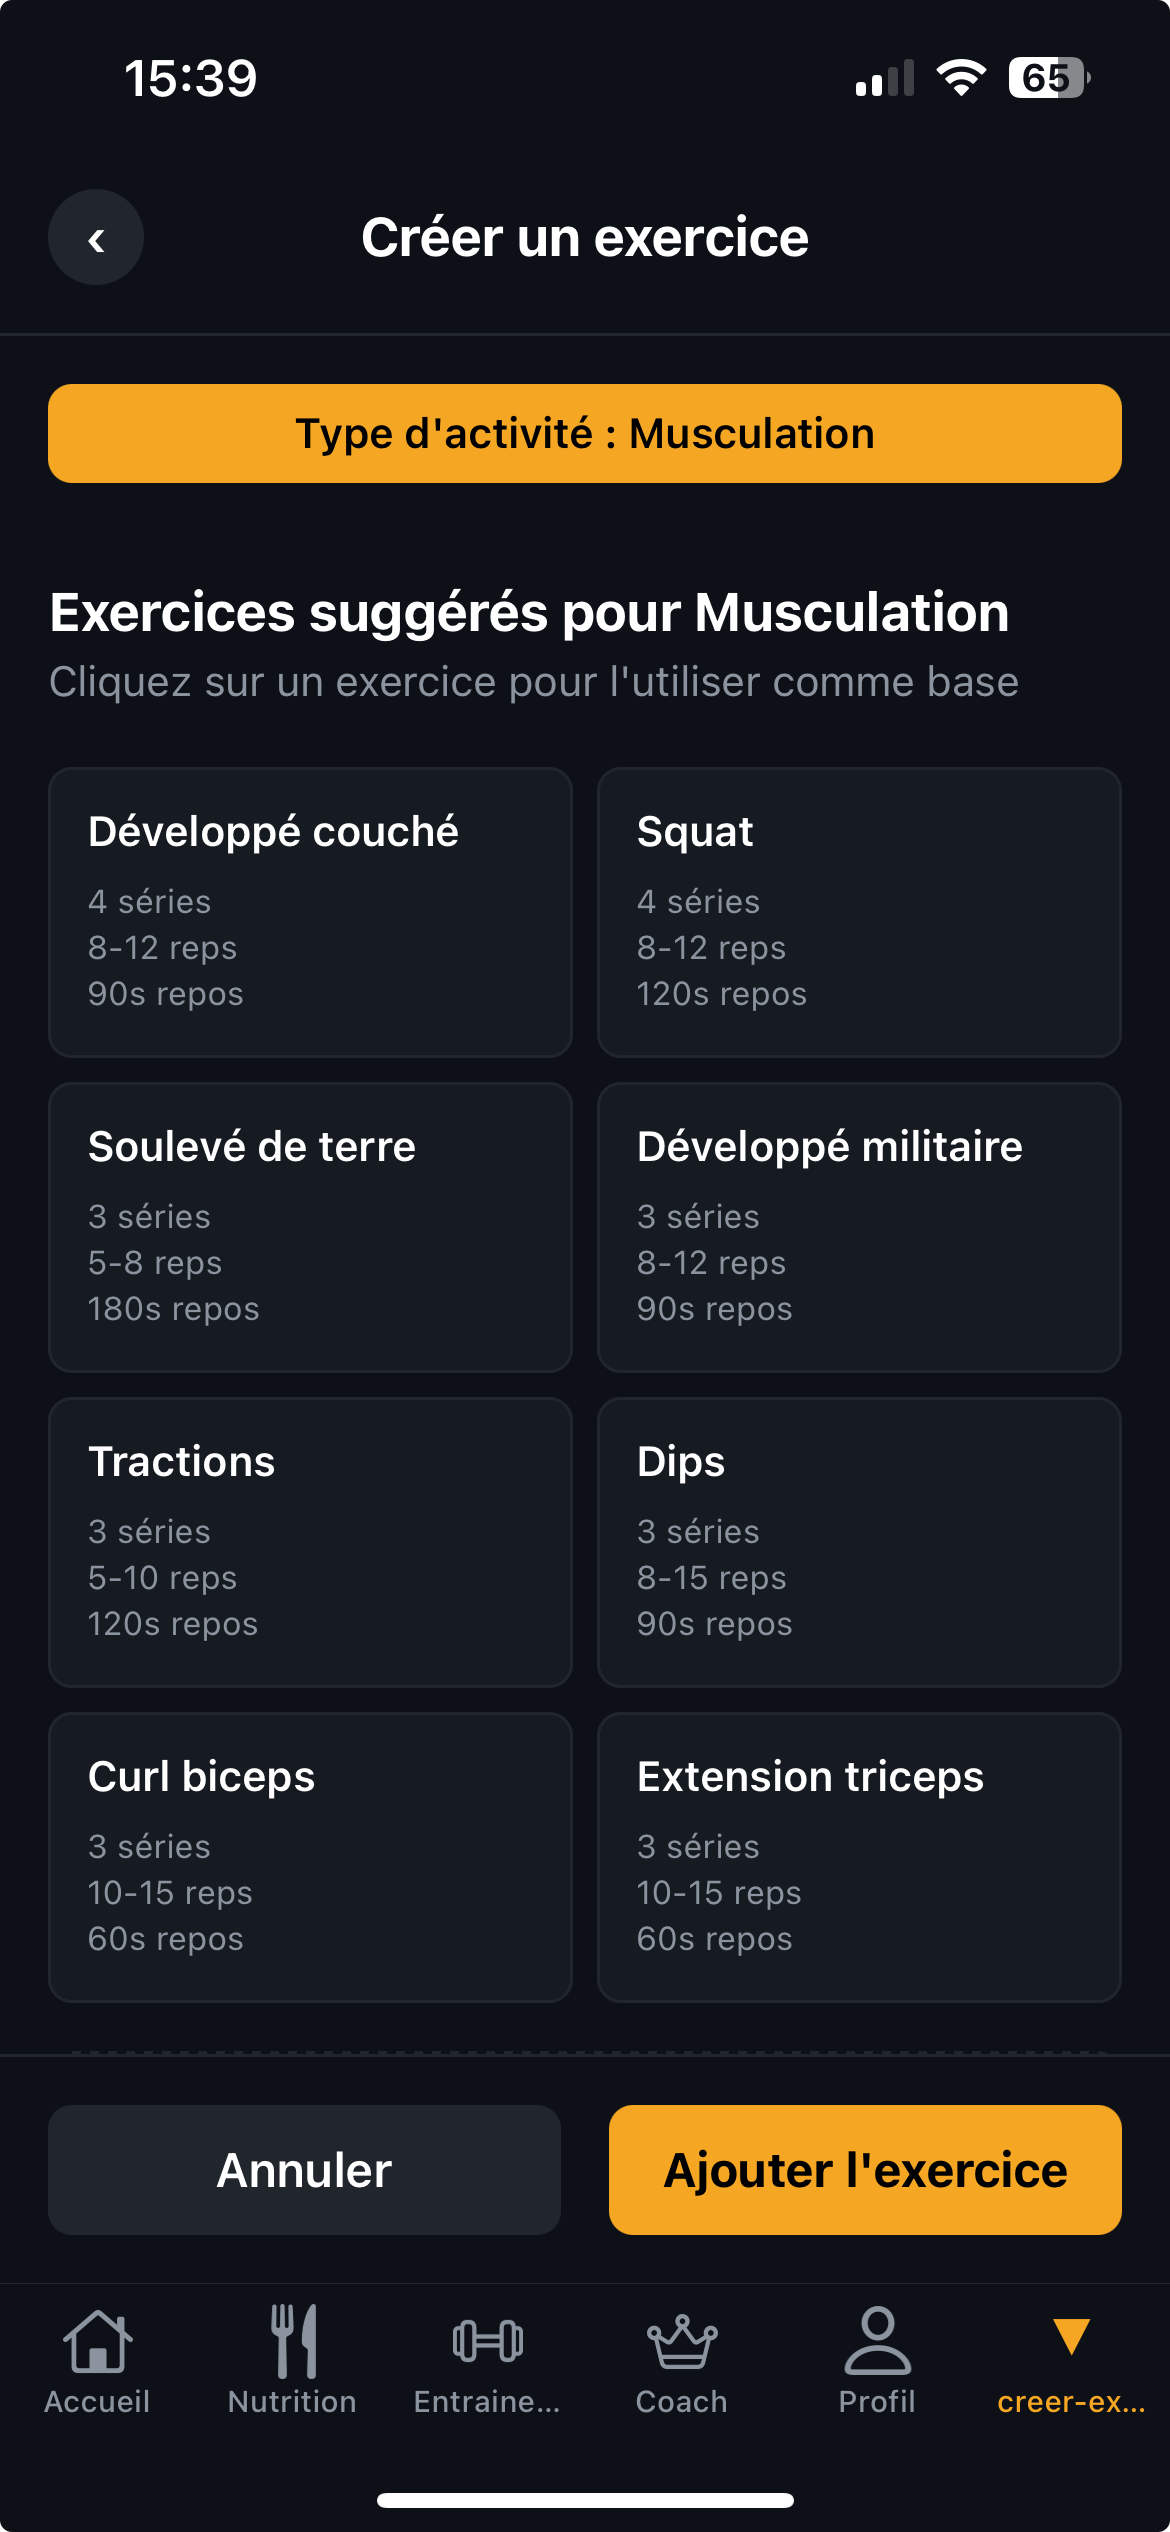 15:39
65
‹
Créer un exercice
Type d'activité : Musculation
Exercices suggérés pour Musculation
Cliquez sur un exercice pour l'utiliser comme base
Développé couché
4 séries
8-12 reps
90s repos
Squat
4 séries
8-12 reps
120s repos
Soulevé de terre
3 séries
5-8 reps
180s repos
Développé militaire
3 séries
8-12 reps
90s repos
Tractions
3 séries
5-10 reps
120s repos
Dips
3 séries
8-15 reps
90s repos
Curl biceps
3 séries
10-15 reps
60s repos
Extension triceps
3 séries
10-15 reps
60s repos
Annuler
Ajouter l'exercice
Accueil
Nutrition
Entraine...
Coach
Profil
creer-ex...